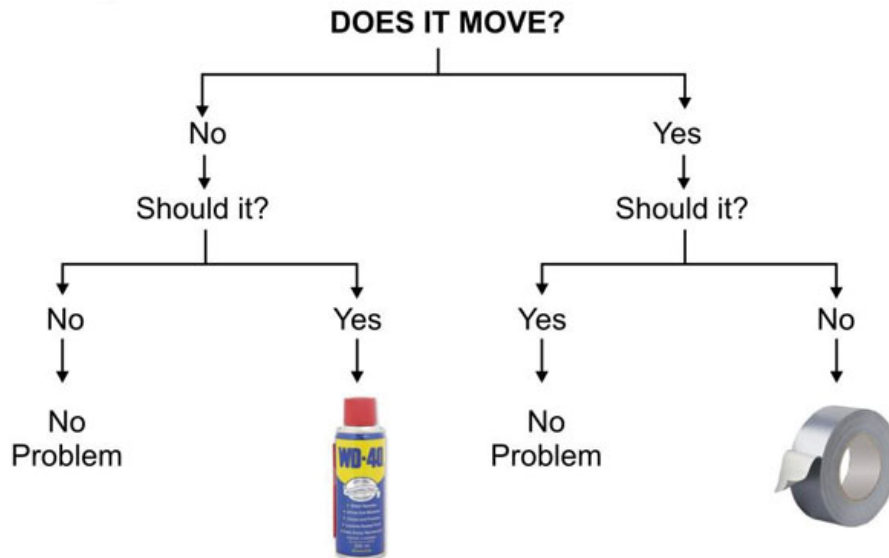 DOES IT MOVE?
No
Yes
Should it?
Should it?
No
Yes
Yes
No
No
Problem
WD-40
No
Problem